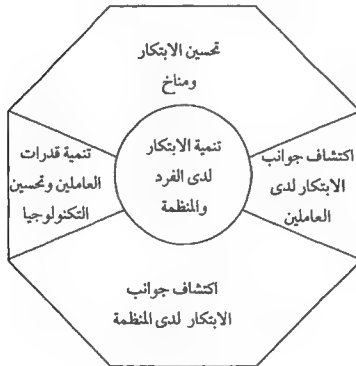 تحسين الابتكار
ومناخ
اكتشاف جوانب
الابتكار لدى
العاملين
تنمية الابتكار
لدى الفرد
والمنظمة
تنمية قدرات
العاملين وتحسين
التكنولوجيا
اكتشاف جوانب
الابتكار لدى المنظمة